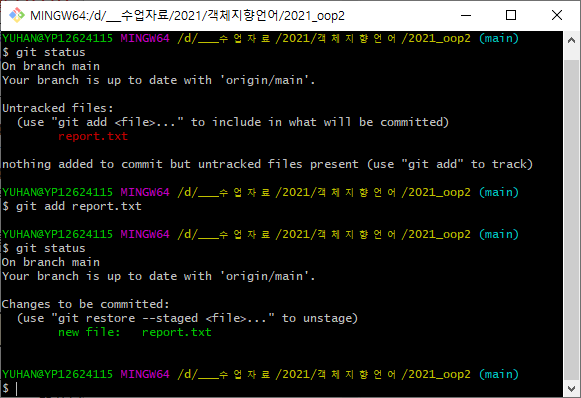 MINGW64:/d/___수업자료/2021/객체지향언어/2021_oop2
YUHAN@YP12624115 MINGW64 /d/___수업자료/2021/객체지향언어/2021_oop2 (main)
$ git status
On branch main
Your branch is up to date with 'origin/main'.
Untracked files:
  (use "git add <file>..." to include in what will be committed)
        report.txt
nothing added to commit but untracked files present (use "git add" to track)
YUHAN@YP12624115 MINGW64 /d/___수업자료/2021/객체지향언어/2021_oop2 (main)
$ git add report.txt
YUHAN@YP12624115 MINGW64 /d/___수업자료/2021/객체지향언어/2021_oop2 (main)
$ git status
On branch main
Your branch is up to date with 'origin/main'.
Changes to be committed:
  (use "git restore --staged <file>..." to unstage)
        new file:   report.txt
YUHAN@YP12624115 MINGW64 /d/___수업자료/2021/객체지향언어/2021_oop2 (main)
$